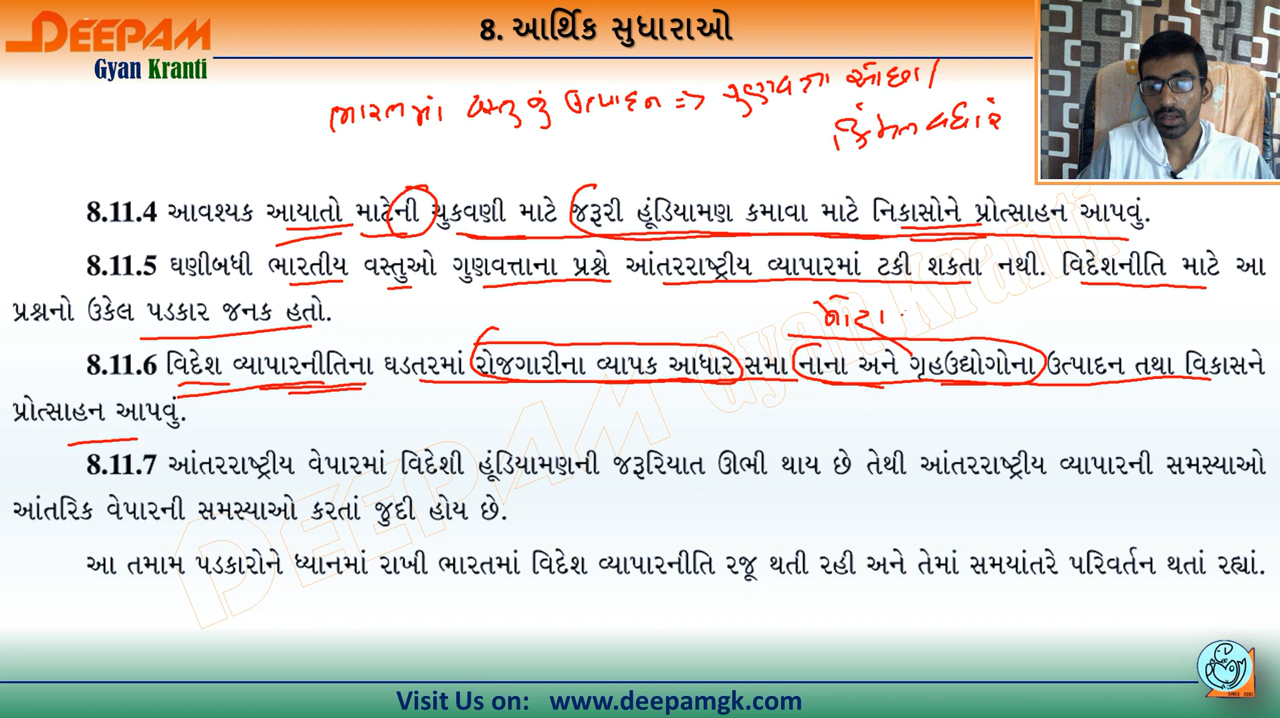 DEEPAM
Gyan Kranti
8. આર્થિક સુધારાઓ
ભારતમાં વસ્તુનું ઉત્પાદન => ગુણવત્તા ઓછી /
કિંમત વધારે
8.11.4 આવશ્યક આયાતો માટેની ચુકવણી માટે જરૂરી હૂંડિયામણ કમાવા માટે નિકાસોને પ્રોત્સાહન આપવું.
8.11.5 ઘણીબધી ભારતીય વસ્તુઓ ગુણવત્તાના પ્રશ્ને આંતરરાષ્ટ્રીય વ્યાપારમાં ટકી શકતા નથી. વિદેશનીતિ માટે આ
પ્રશ્નનો ઉકેલ પડકાર જનક હતો.
મોટા
8.11.6 વિદેશ વ્યાપારનીતિના ઘડતરમાં રોજગારીના વ્યાપક આધાર સમા નાના અને ગૃહઉદ્યોગોના ઉત્પાદન તથા વિકાસને
પ્રોત્સાહન આપવું.
8.11.7 આંતરરાષ્ટ્રીય વેપારમાં વિદેશી હૂંડિયામણની જરૂરિયાત ઊભી થાય છે તેથી આંતરરાષ્ટ્રીય વ્યાપારની સમસ્યાઓ
આંતરિક વેપારની સમસ્યાઓ કરતાં જુદી હોય છે.
આ તમામ પડકારોને ધ્યાનમાં રાખી ભારતમાં વિદેશ વ્યાપારનીતિ રજૂ થતી રહી અને તેમાં સમયાંતરે પરિવર્તન થતાં રહ્યાં.
DEEPAM Gyan Kranti
Visit Us on: www.deepamgk.com